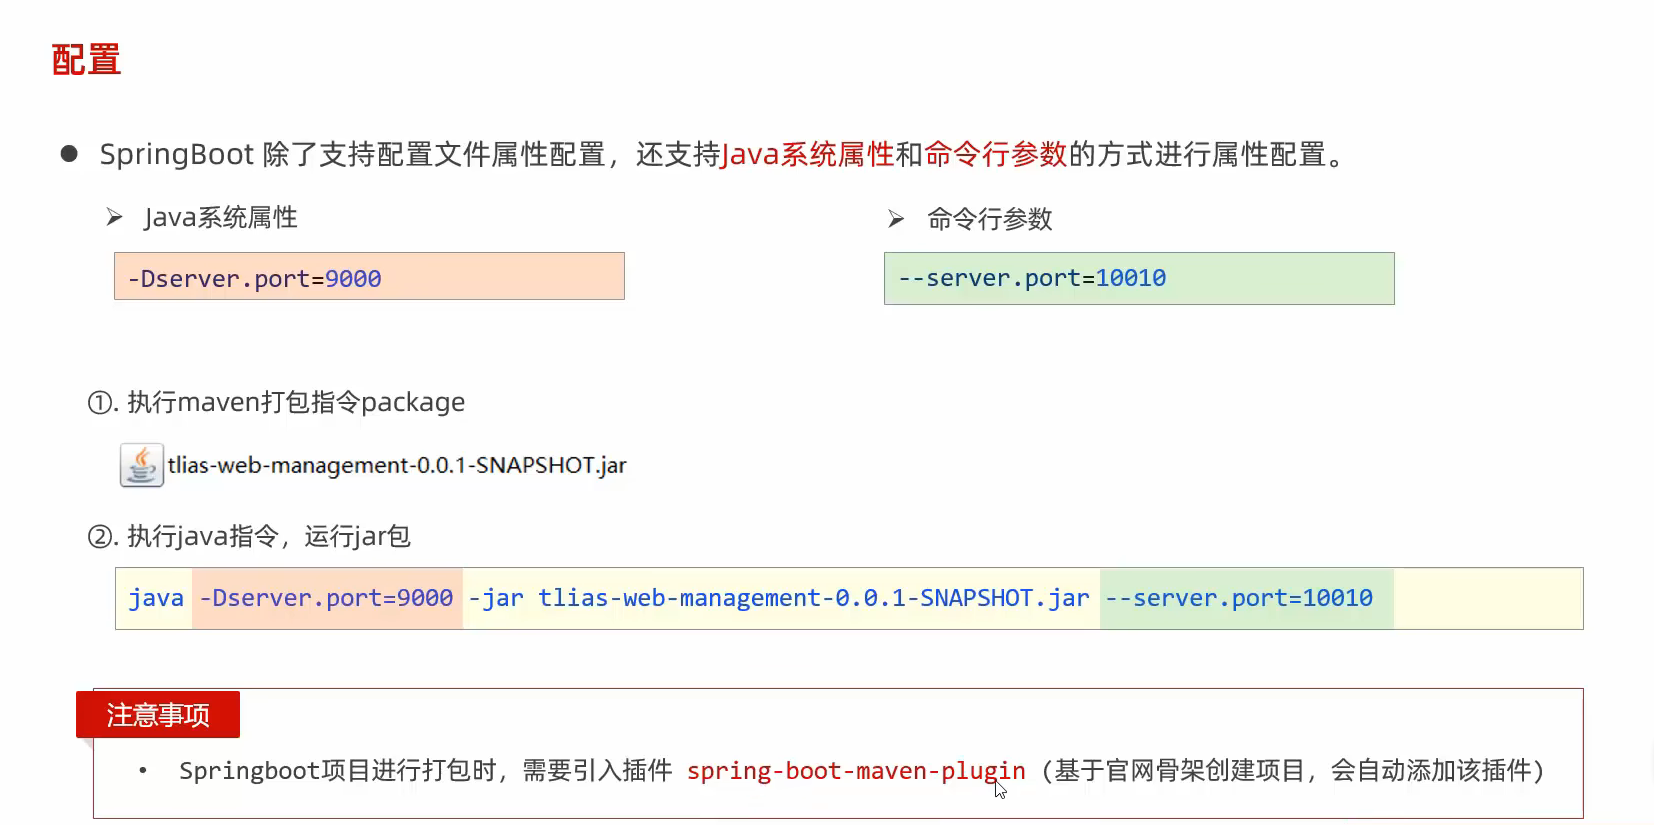 配置
● SpringBoot 除了支持配置文件属性配置，还支持Java系统属性和命令行参数的方式进行属性配置。
➢ Java系统属性
-Dserver.port=9000
➢ 命令行参数
--server.port=10010
①. 执行maven打包指令package
tlias-web-management-0.0.1-SNAPSHOT.jar
②. 执行java指令，运行jar包
java -Dserver.port=9000 -jar tlias-web-management-0.0.1-SNAPSHOT.jar --server.port=10010
注意事项
• Springboot项目进行打包时，需要引入插件 spring-boot-maven-plugin (基于官网骨架创建项目，会自动添加该插件)